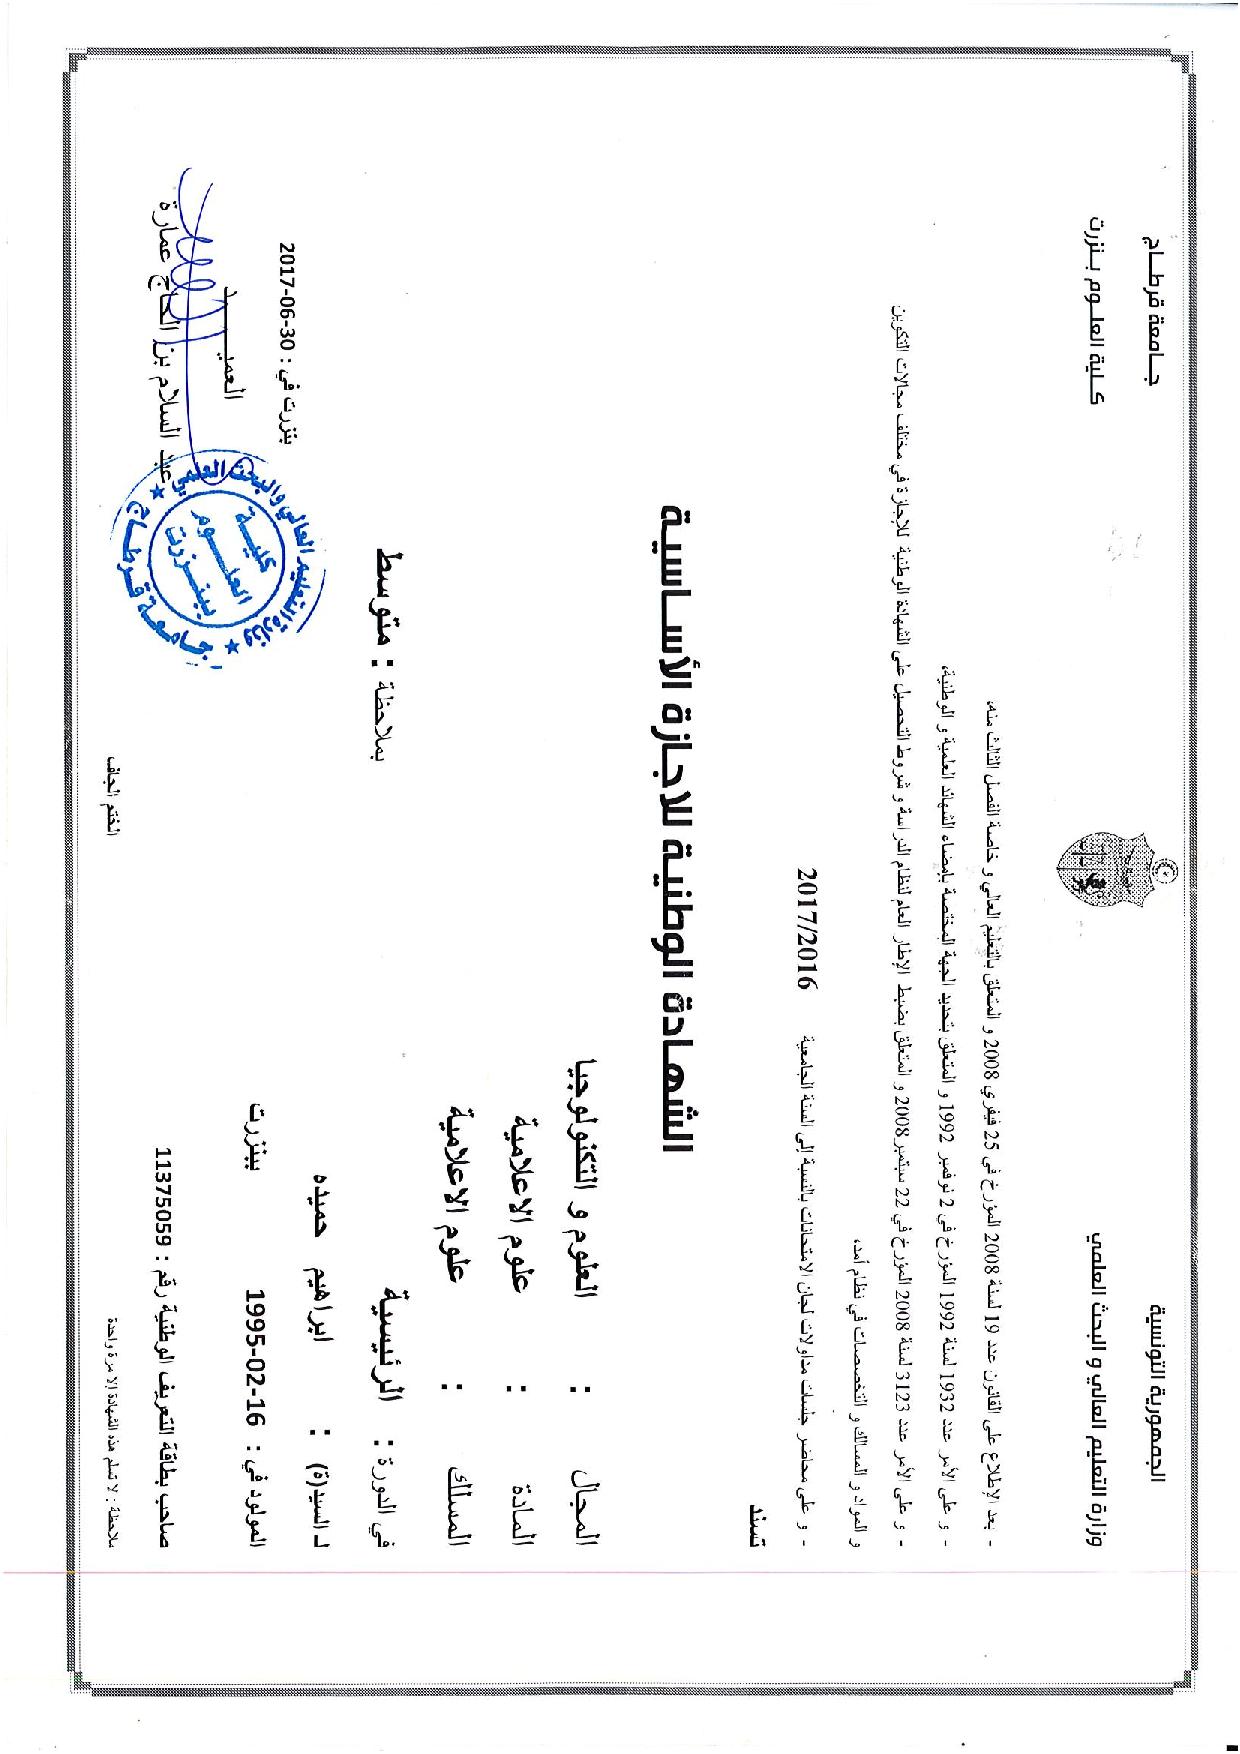 الجمهورية التونسية
وزارة التعليم العالي و البحث العلمي
جـامعة قرطـاج
كـلية العلـوم بـنزرت
- بعد الإطلاع على القانون عدد 19 لسنة 2008 المؤرخ في 25 فيفري 2008 و المتعلق بالتعليم العالي و خاصة الفصل الثالث منه،
- و على الأمر عدد 1932 لسنة 1992 المؤرخ في 2 نوفمبر 1992 و المتعلق بتحديد الجهة المختصة بإمضاء الشهائد العلمية و الوطنية،
- و على الأمر عدد 3123 لسنة 2008 المؤرخ في 22 سبتمبر2008 و المتعلق بضبط الإطار العام لنظام الدراسة و شروط التحصيل على الشهادة الوطنية للإجازة في مختلف مجالات التكوين
و المواد و المسالك و التخصصات في نظام أمد،
- و على محاضر جلسات مداولات لجان الامتحانات بالنسبة إلى السنة الجامعية 2017/2016
تسند
الشهـادة الوطنيـة للاجـازة الأسـاسيـة
المجال : العلوم و التكنولوجيا
المادة : علوم الاعلامية
المسلك : علوم الاعلامية
في الدورة : الرئيسية بملاحظة : متوسط
لـ السيد(ة) : ابراهيم حميده
المولود في : 16-02-1995 ببنزرت
صاحب بطاقة التعريف الوطنية رقم : 11375059
ملاحظة : لا تسلم هذه الشهادة إلا مرة واحدة
بنزرت في : 30-06-2017
العميـــد
عبد السلام بن الحاج عمارة
وزارة التعليم العالي والبحث العلمي
كلية
العلـوم
ببنـزرت
★ جـامعة قـرطـاج ★
الختم الجاف